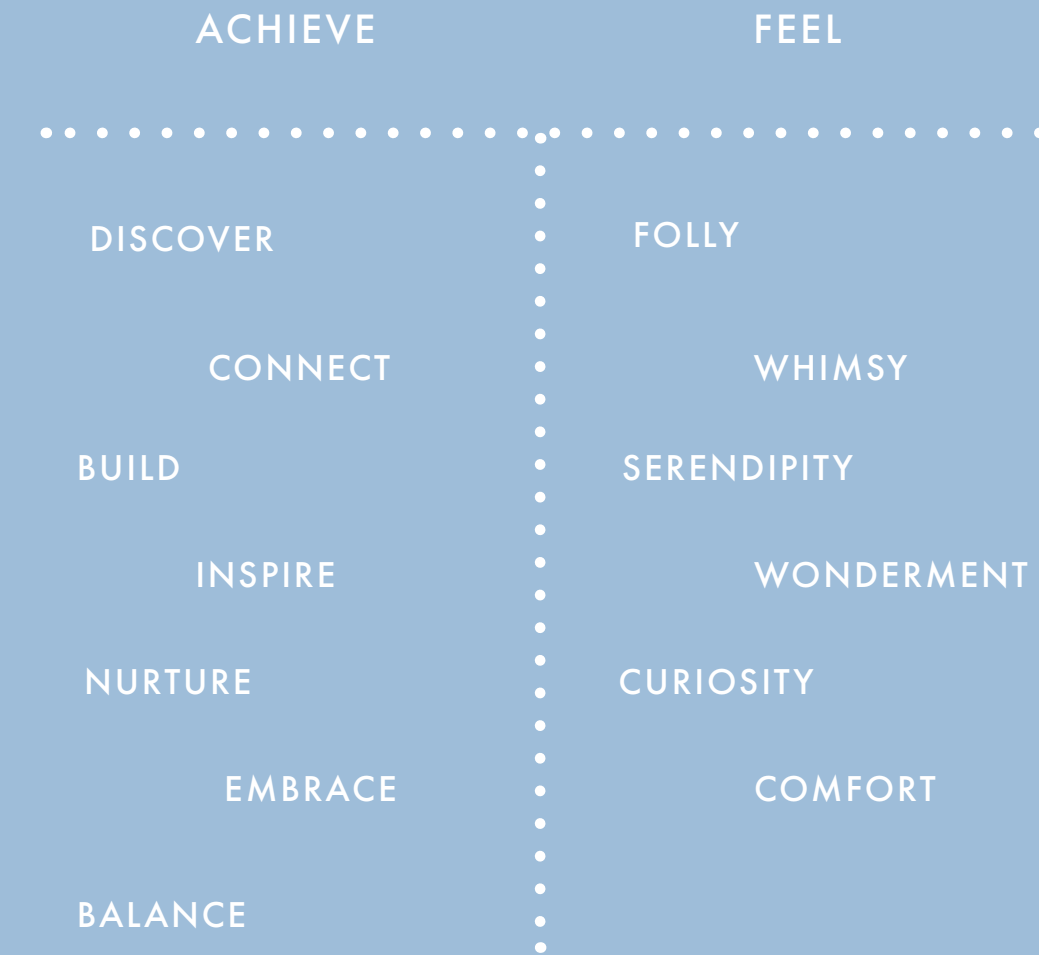 ACHIEVE
FEEL
DISCOVER
CONNECT
BUILD
INSPIRE
NURTURE
EMBRACE
BALANCE
FOLLY
WHIMSY
SERENDIPITY
WONDERMENT
CURIOSITY
COMFORT